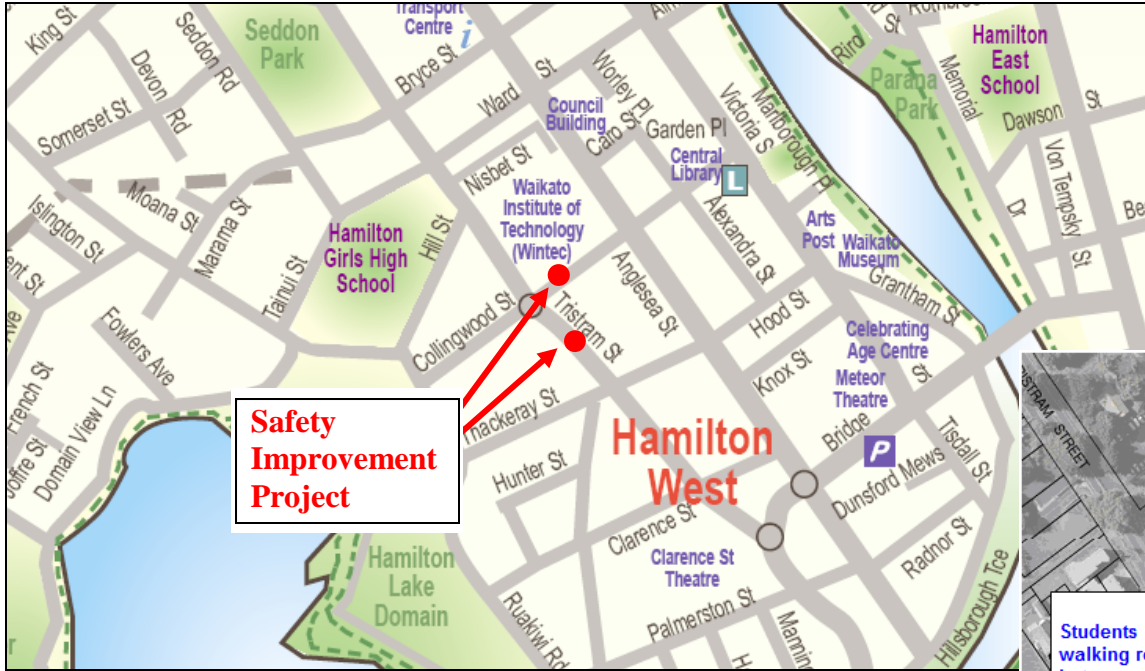 King St
Seddon Rd
Devon Rd
Somerset St
Seddon
Park
Transport
Centre
i
Bryce St
Ward St
Worley Pl
Victoria S
Marlborough Pl
Parana
Park
Memorial
Dr
Hamilton
East
School
Dawson St
Von Tempsky St
Council
Building
Caro S
Garden Pl
Central
Library
L
Nisbet St
Waikato
Institute of
Technology
(Wintec)
Hill St
Hamilton
Girls High
School
Moana St
Islington St
Marama St
Tainui St
Alexandra St
Anglesea St
Arts
Post
Waikato
Museum
Grantham St
Hood St
Knox St
Celebrating
Age Centre
Meteor
Theatre
Collingwood St
Tristram St
Thackeray St
Fowlers Ave
Ave
French St
Joffre St
Domain View Ln
Safety
Improvement
Project
Hamilton
West
Hunter St
Bridge St
P
Tisdall St
Dunsford Mews
Radnor St
Clarence St
Clarence St
Theatre
Palmerston St
Hamilton
Lake
Domain
Ruakiwi Rd
Mannin
Hillsborough Tce
RISTRAM STREET
Students
walking r